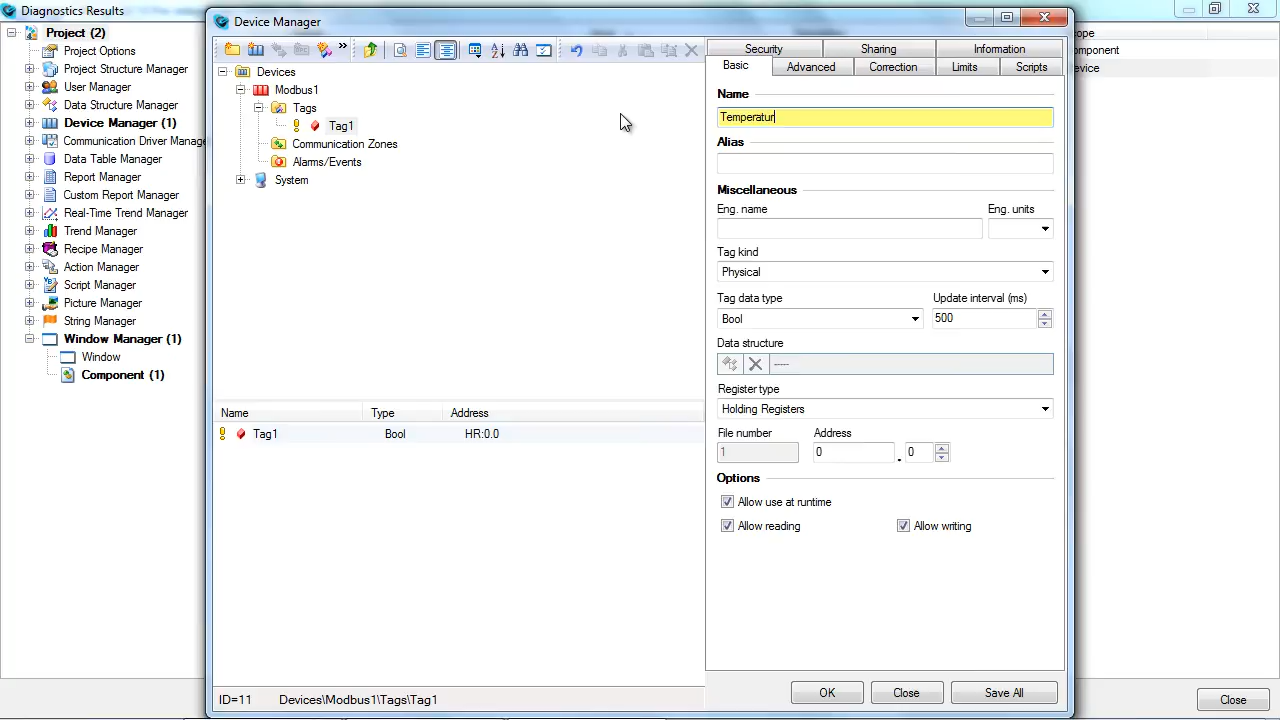 Diagnostics Results
Project (2)
Project Options
Project Structure Manager
User Manager
Data Structure Manager
Device Manager (1)
Communication Driver Manage
Data Table Manager
Report Manager
Custom Report Manager
Real-Time Trend Manager
Trend Manager
Recipe Manager
Action Manager
Script Manager
Picture Manager
String Manager
Window Manager (1)
Window
Component (1)
Device Manager
Devices
Modbus1
Tags
Tag1
Communication Zones
Alarms/Events
System
Name Type Address
Tag1 Bool HR:0.0
ID=11 Devices\Modbus1\Tags\Tag1
Security Sharing Information
Basic Advanced Correction Limits Scripts
Name
Temperatur
Alias
Miscellaneous
Eng. name Eng. units
Tag kind
Physical
Tag data type Update interval (ms)
Bool 500
Data structure
-----
Register type
Holding Registers
File number Address
1 0 . 0
Options
Allow use at runtime
Allow reading Allow writing
OK Close Save All
cope
omponent
evice
Close